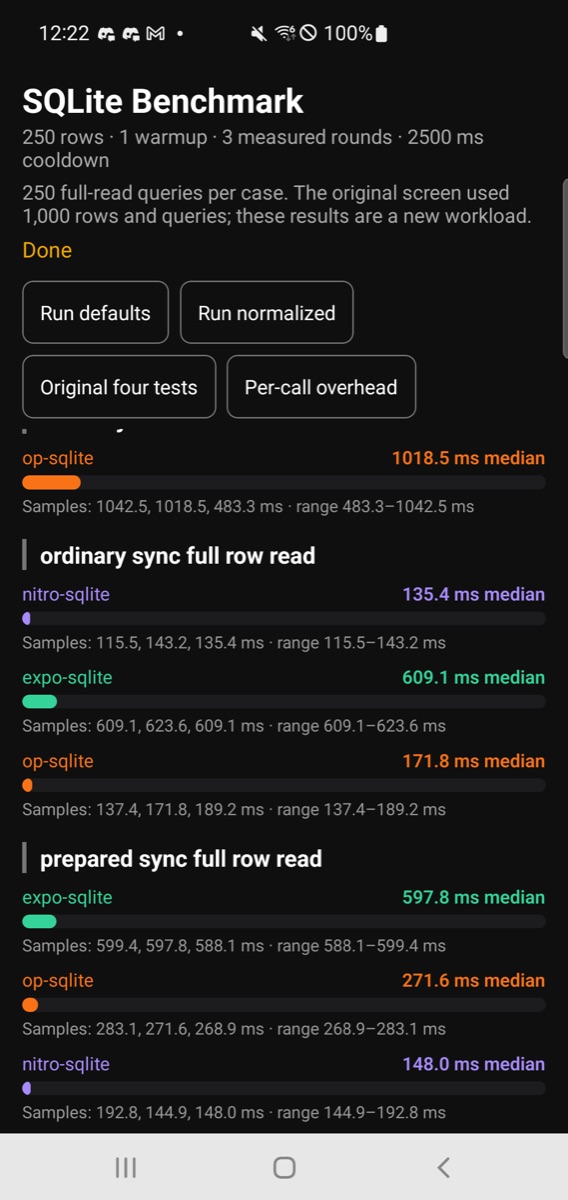 12:22 100%
SQLite Benchmark
250 rows · 1 warmup · 3 measured rounds · 2500 ms
cooldown
250 full-read queries per case. The original screen used
1,000 rows and queries; these results are a new workload.
Done
Run defaults Run normalized
Original four tests Per-call overhead
op-sqlite 1018.5 ms median
Samples: 1042.5, 1018.5, 483.3 ms · range 483.3–1042.5 ms
ordinary sync full row read
nitro-sqlite 135.4 ms median
Samples: 115.5, 143.2, 135.4 ms · range 115.5–143.2 ms
expo-sqlite 609.1 ms median
Samples: 609.1, 623.6, 609.1 ms · range 609.1–623.6 ms
op-sqlite 171.8 ms median
Samples: 137.4, 171.8, 189.2 ms · range 137.4–189.2 ms
prepared sync full row read
expo-sqlite 597.8 ms median
Samples: 599.4, 597.8, 588.1 ms · range 588.1–599.4 ms
op-sqlite 271.6 ms median
Samples: 283.1, 271.6, 268.9 ms · range 268.9–283.1 ms
nitro-sqlite 148.0 ms median
Samples: 192.8, 144.9, 148.0 ms · range 144.9–192.8 ms